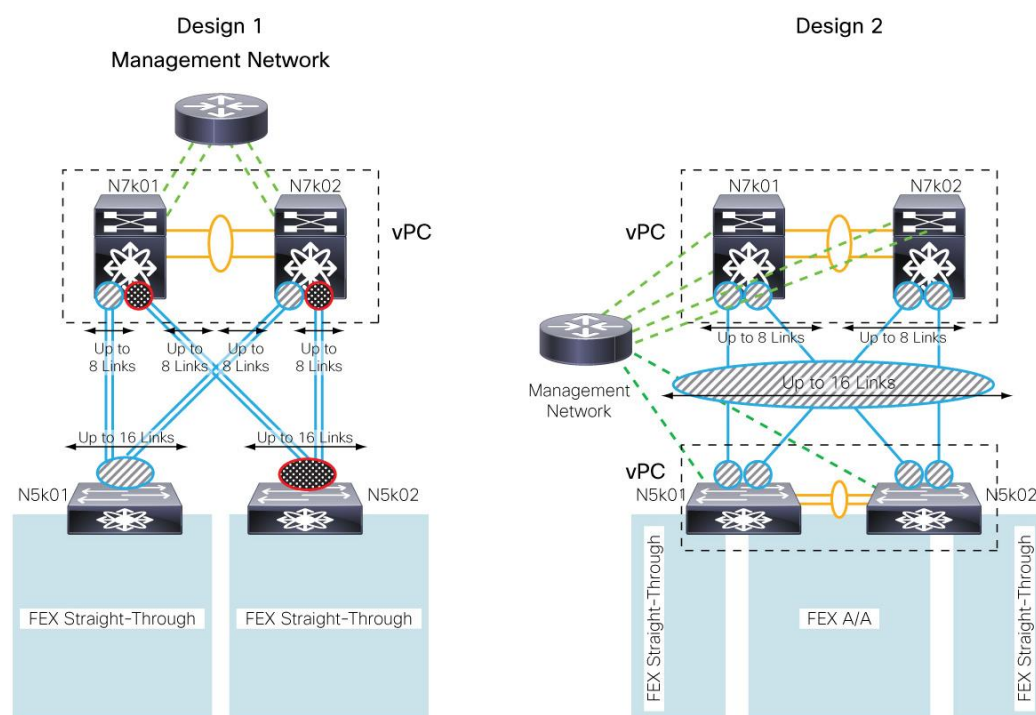 Design 1
Management Network
N7k01
N7k02
vPC
Up to
8 Links
Up to
8 Links
Up to
8 Links
Up to
8 Links
Up to 16 Links
Up to 16 Links
N5k01
N5k02
FEX Straight-Through
FEX Straight-Through
Design 2
N7k01
N7k02
vPC
Up to 8 Links
Up to 8 Links
Management
Network
Up to 16 Links
vPC
N5k01
N5k02
FEX Straight-Through
FEX A/A
FEX Straight-Through